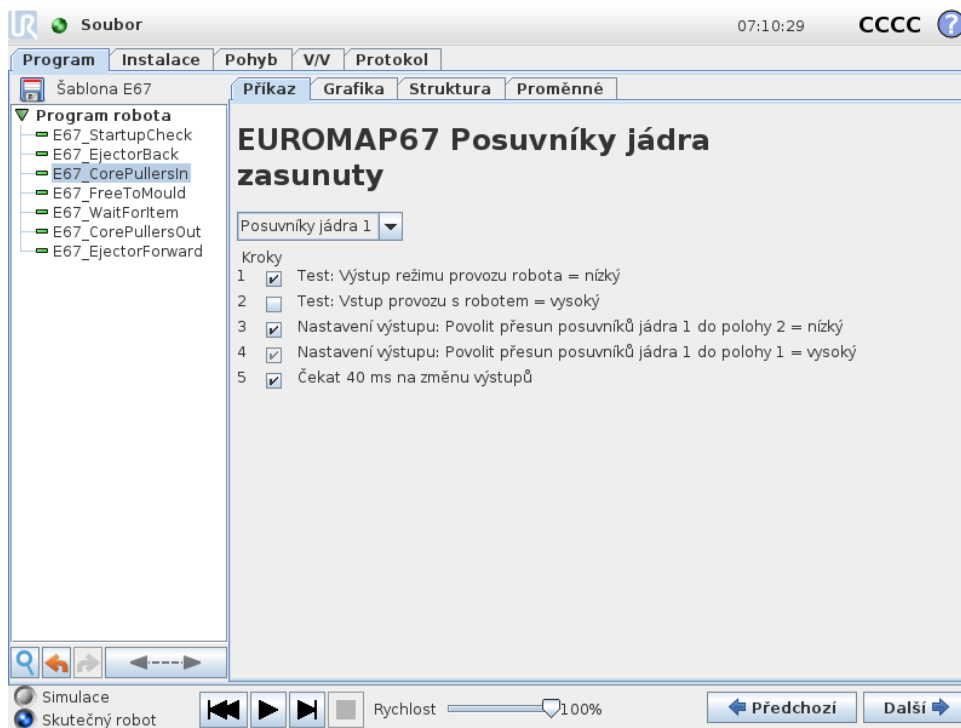 UR Soubor 07:10:29 CCCC ?
Program Instalace Pohyb V/V Protokol
Šablona E67 Příkaz Grafika Struktura Proměnné
Program robota
E67_StartupCheck
E67_EjectorBack
E67_CorePullersIn
E67_FreeToMould
E67_WaitForItem
E67_CorePullersOut
E67_EjectorForward
EUROMAP67 Posuvníky jádra
zasunuty
Posuvníky jádra 1
Kroky
1 Test: Výstup režimu provozu robota = nízký
2 Test: Vstup provozu s robotem = vysoký
3 Nastavení výstupu: Povolit přesun posuvníků jádra 1 do polohy 2 = nízký
4 Nastavení výstupu: Povolit přesun posuvníků jádra 1 do polohy 1 = vysoký
5 Čekat 40 ms na změnu výstupů
Simulace
Skutečný robot
Rychlost 100%
Předchozí Další